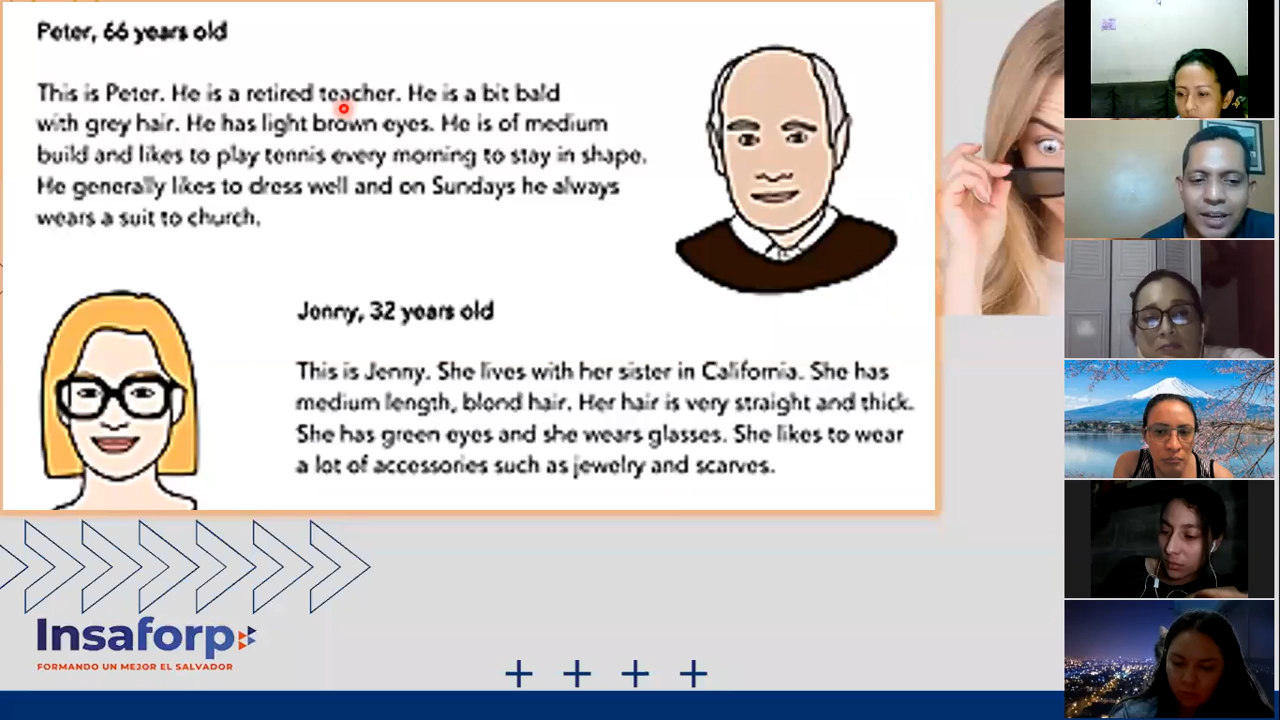 Peter, 66 years old
This is Peter. He is a retired teacher. He is a bit bald
with grey hair. He has light brown eyes. He is of medium
build and likes to play tennis every morning to stay in shape.
He generally likes to dress well and on Sundays he always
wears a suit to church.
Jenny, 32 years old
This is Jenny. She lives with her sister in California. She has
medium length, blond hair. Her hair is very straight and thick.
She has green eyes and she wears glasses. She likes to wear
a lot of accessories such as jewelry and scarves.
Insaforp
FORMANDO UN MEJOR EL SALVADOR